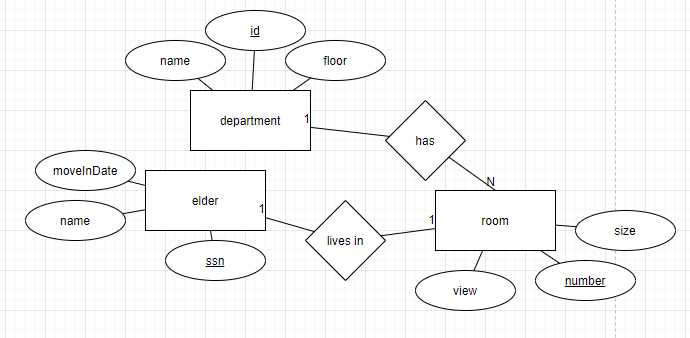 id
name
floor
department
1
has
moveInDate
elder
1
N
name
room
1
size
lives in
ssn
number
view